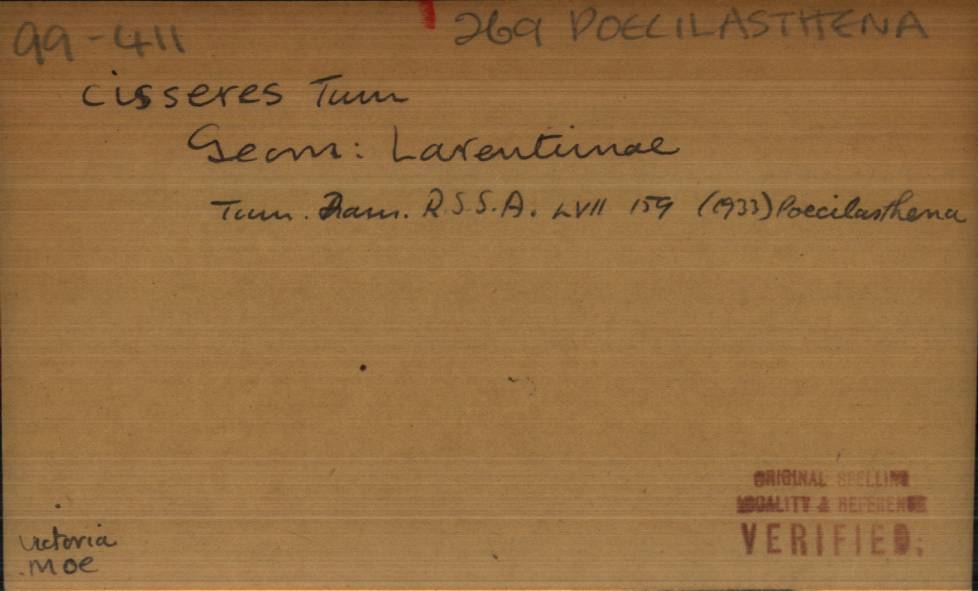 99-411
269 POECILASTHENA
cisseres Turn
Geom: Larentiinae
Turn. Trans. R.S.S.A. LVII 159 (1933) Poecilasthena
Victoria
Moe
ORIGINAL SPELLING
LOCALITY & REFERENCE
VERIFIED.